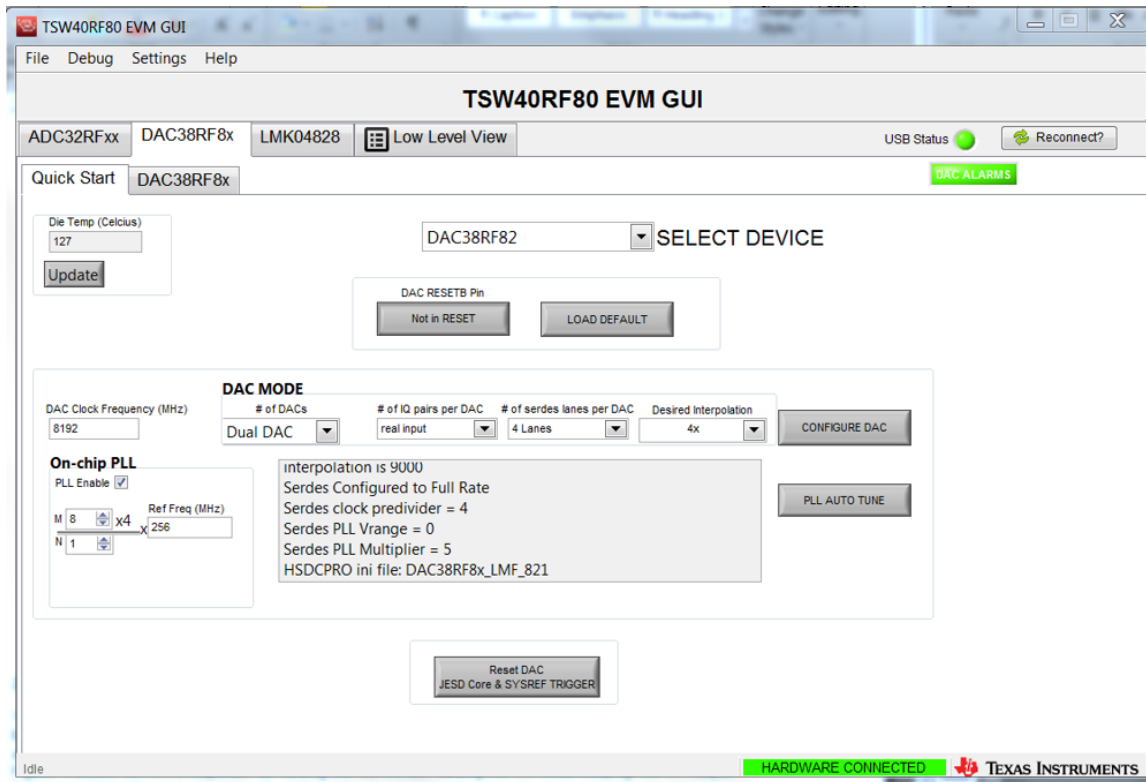 TSW40RF80 EVM GUI
File Debug Settings Help
TSW40RF80 EVM GUI
ADC32RFxx DAC38RF8x LMK04828 Low Level View USB Status Reconnect?
Quick Start DAC38RF8x DAC ALARMS
Die Temp (Celcius)
127
Update
DAC38RF82 SELECT DEVICE
DAC RESETB Pin
Not in RESET LOAD DEFAULT
DAC MODE
DAC Clock Frequency (MHz) # of DACs # of IQ pairs per DAC # of serdes lanes per DAC Desired Interpolation
8192 Dual DAC real input 4 Lanes 4x CONFIGURE DAC
On-chip PLL
PLL Enable
M 8 x4 x Ref Freq (MHz)
256
N 1
Interpolation is 9000
Serdes Configured to Full Rate
Serdes clock predivider = 4
Serdes PLL Vrange = 0
Serdes PLL Multiplier = 5
HSDCPRO ini file: DAC38RF8x_LMF_821
PLL AUTO TUNE
Reset DAC
JESD Core & SYSREF TRIGGER
Idle HARDWARE CONNECTED TEXAS INSTRUMENTS